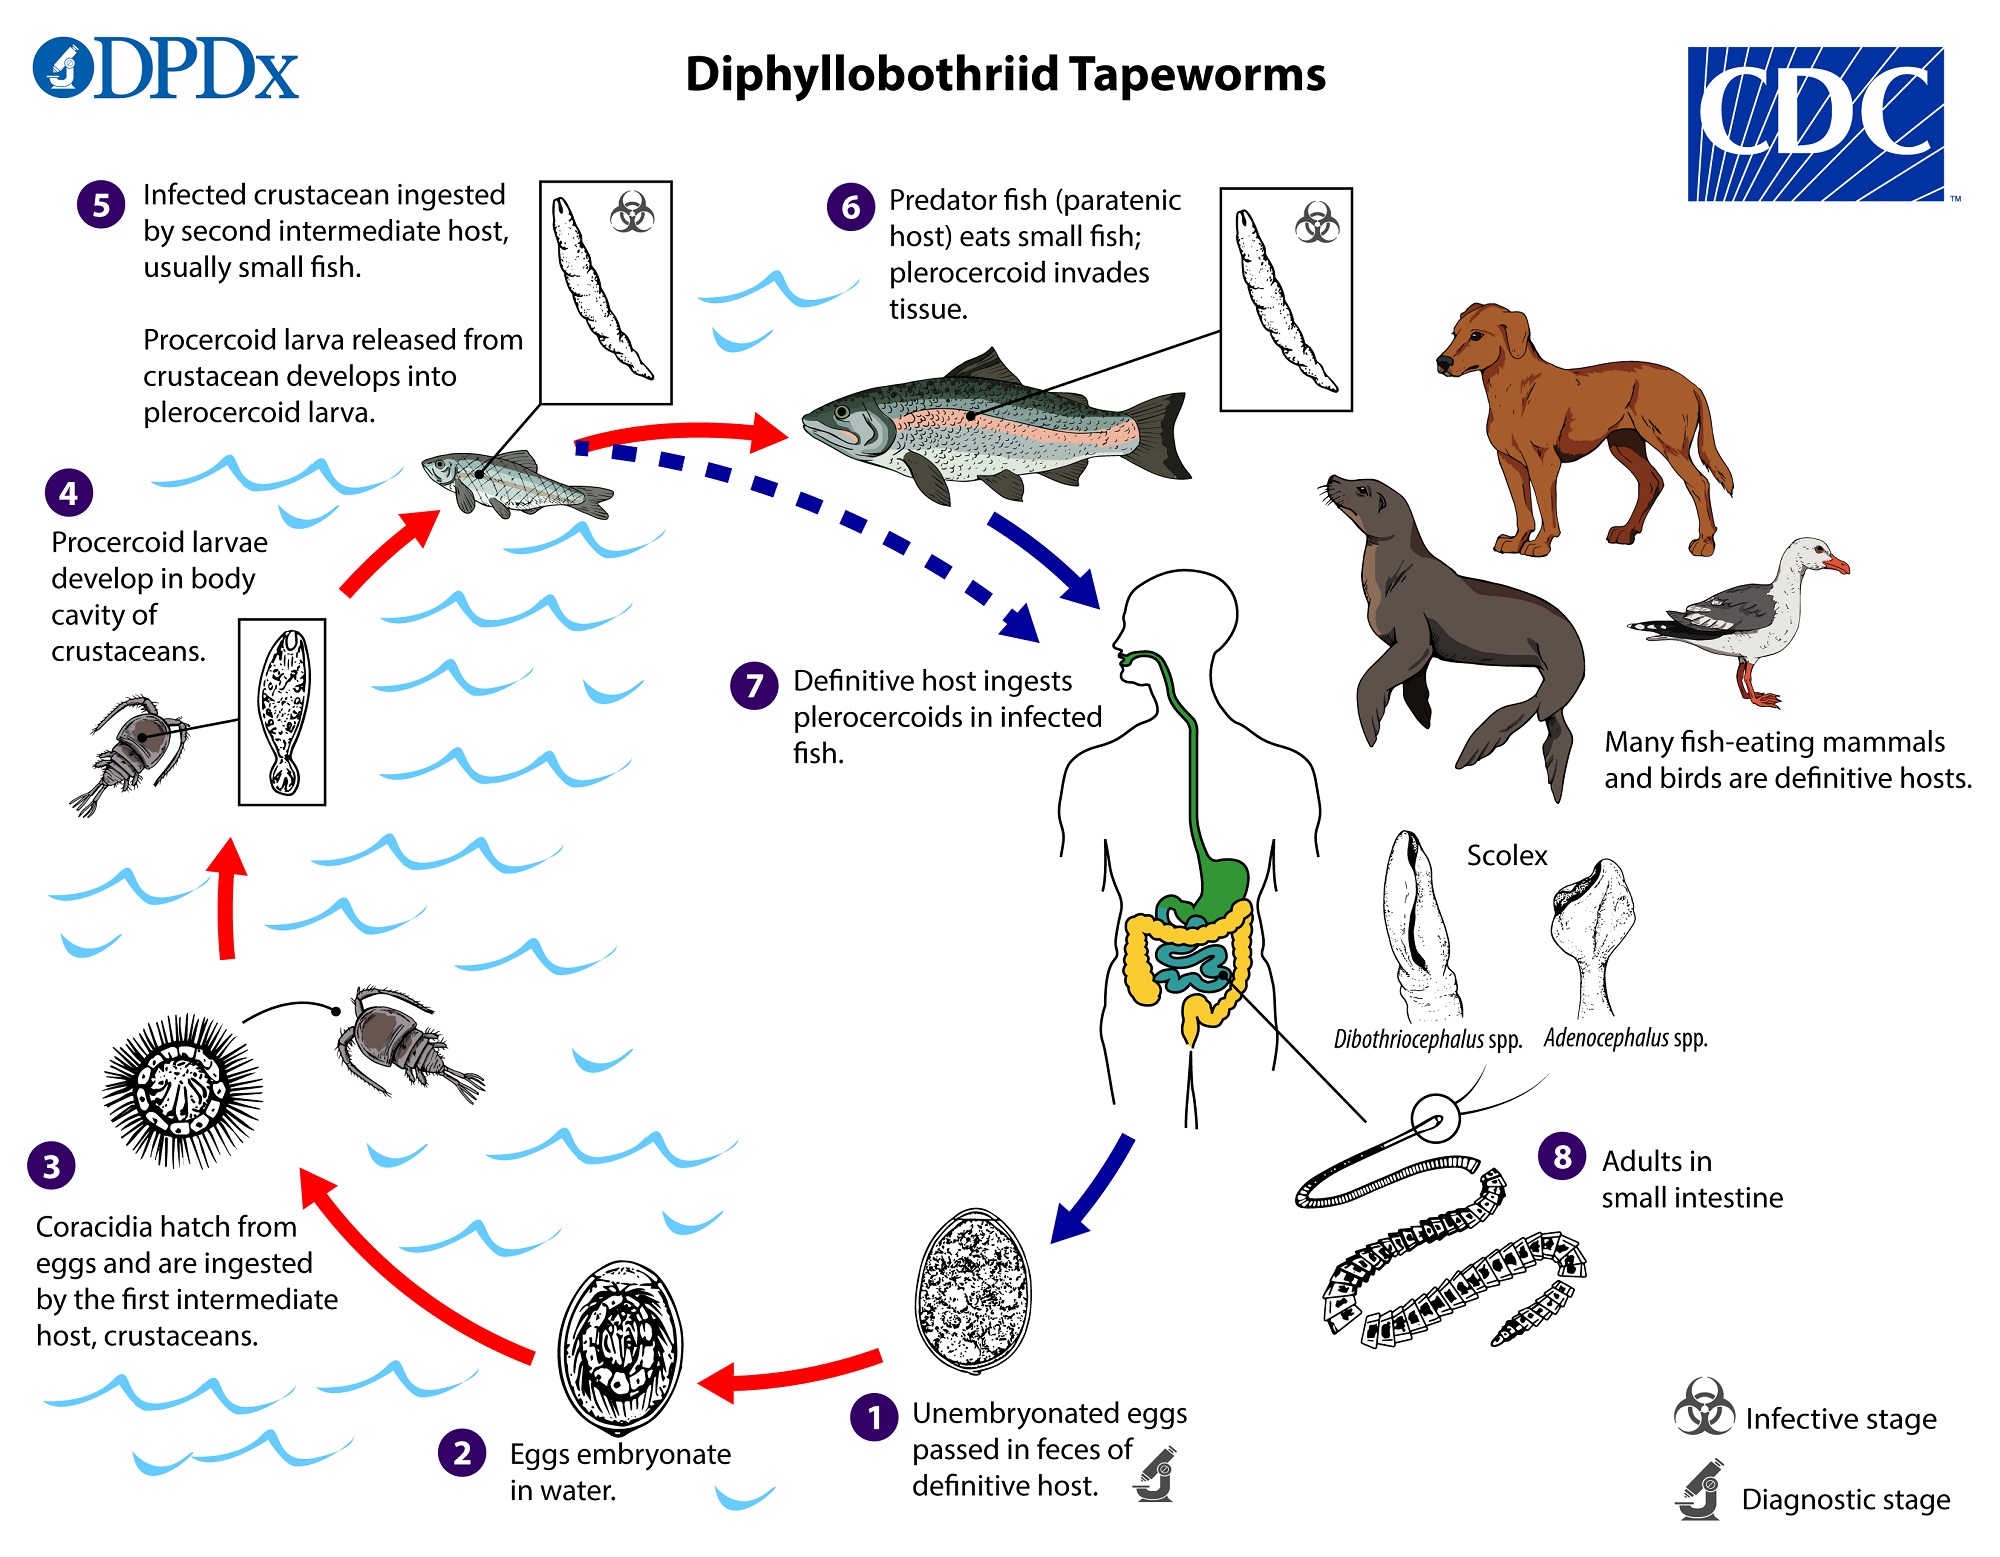 DPDx
Diphyllobothriid Tapeworms
CDC
TM
5
Infected crustacean ingested
by second intermediate host,
usually small fish.
Procercoid larva released from
crustacean develops into
plerocercoid larva.
6
Predator fish (paratenic
host) eats small fish;
plerocercoid invades
tissue.
4
Procercoid larvae
develop in body
cavity of
crustaceans.
7
Definitive host ingests
plerocercoids in infected
fish.
Many fish-eating mammals
and birds are definitive hosts.
Scolex
Dibothriocephalus spp.
Adenocephalus spp.
3
Coracidia hatch from
eggs and are ingested
by the first intermediate
host, crustaceans.
8
Adults in
small intestine
2
Eggs embryonate
in water.
1
Unembryonated eggs
passed in feces of
definitive host.
Infective stage
Diagnostic stage